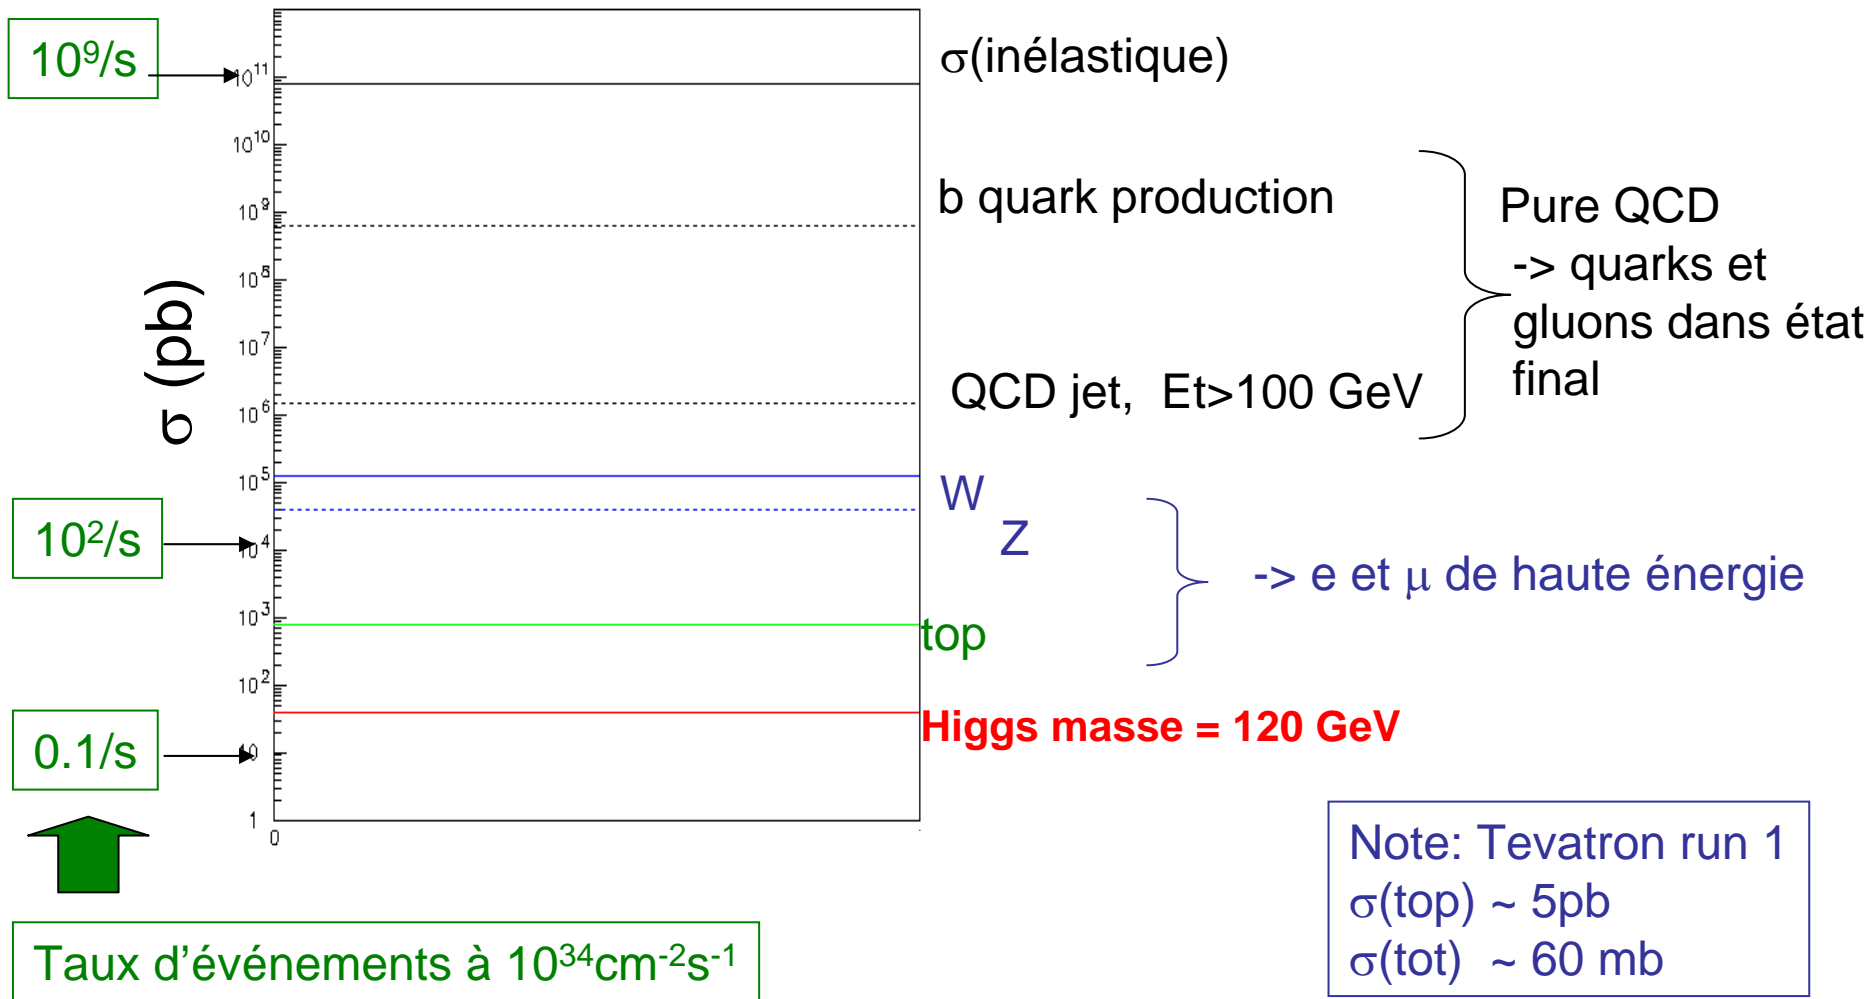 10⁹/s
10¹¹
σ(inélastique)
10¹⁰
b quark production
10⁹
Pure QCD
-> quarks et
gluons dans état
final
10⁸
σ (pb)
10⁷
QCD jet, Et>100 GeV
10⁶
10⁵
W
Z
10²/s
10⁴
-> e et μ de haute énergie
10³
top
10²
Higgs masse = 120 GeV
0.1/s
10
1
0
Note: Tevatron run 1
σ(top) ~ 5pb
σ(tot) ~ 60 mb
Taux d'événements à 10³⁴cm⁻²s⁻¹